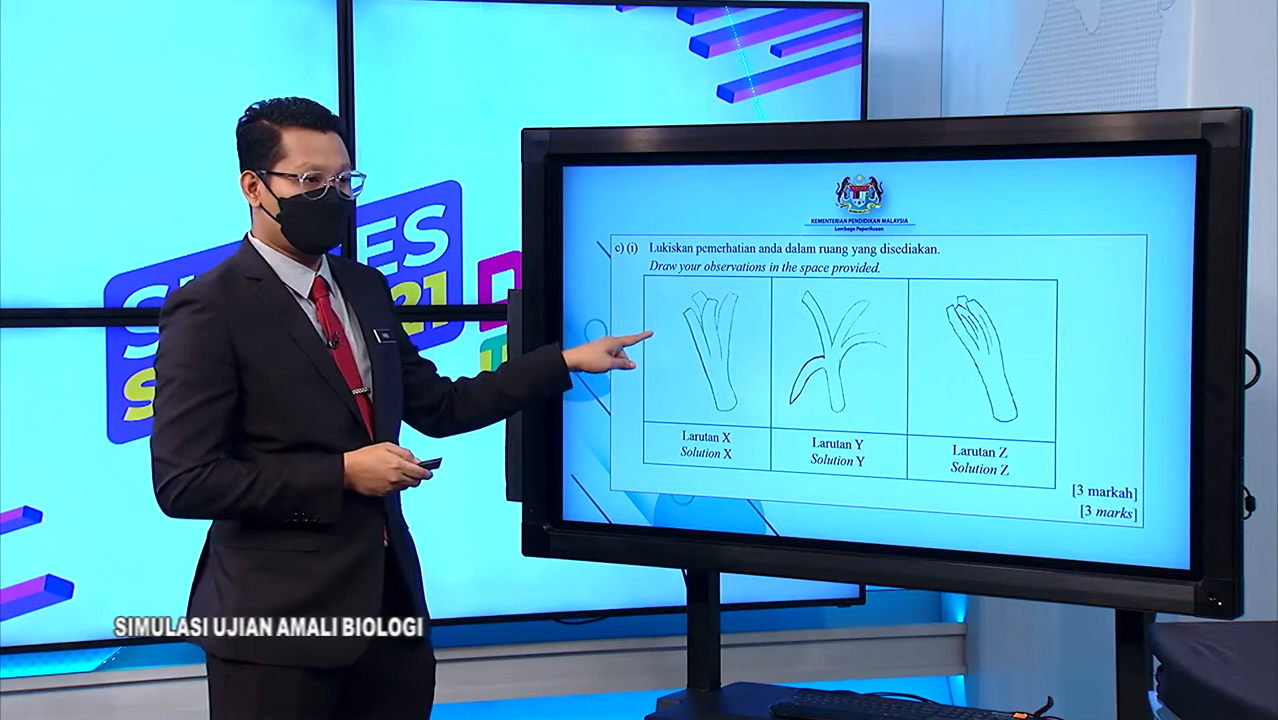 KEMENTERIAN PENDIDIKAN MALAYSIA
Lembaga Peperiksaan
c) (i) Lukiskan pemerhatian anda dalam ruang yang disediakan.
Draw your observations in the space provided.
Larutan X
Solution X
Larutan Y
Solution Y
Larutan Z
Solution Z
[3 markah]
[3 marks]
SIMULASI UJIAN AMALI BIOLOGI